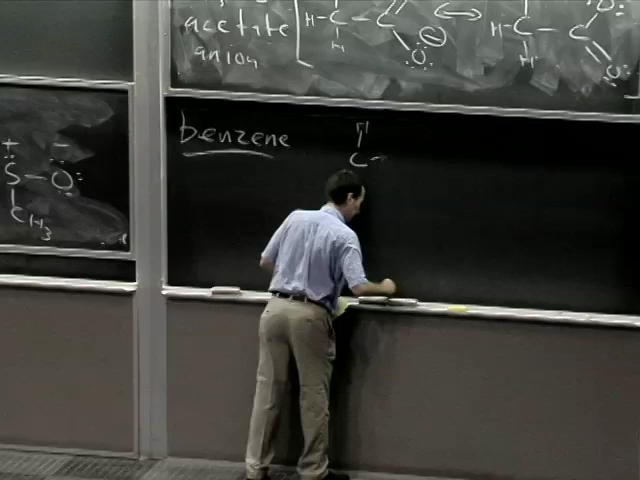 acetate
anion
H-C-C
H
⊖
O
⟷
H-C-C
H
O
O
benzene
H
C
+ −
S-O
CH3